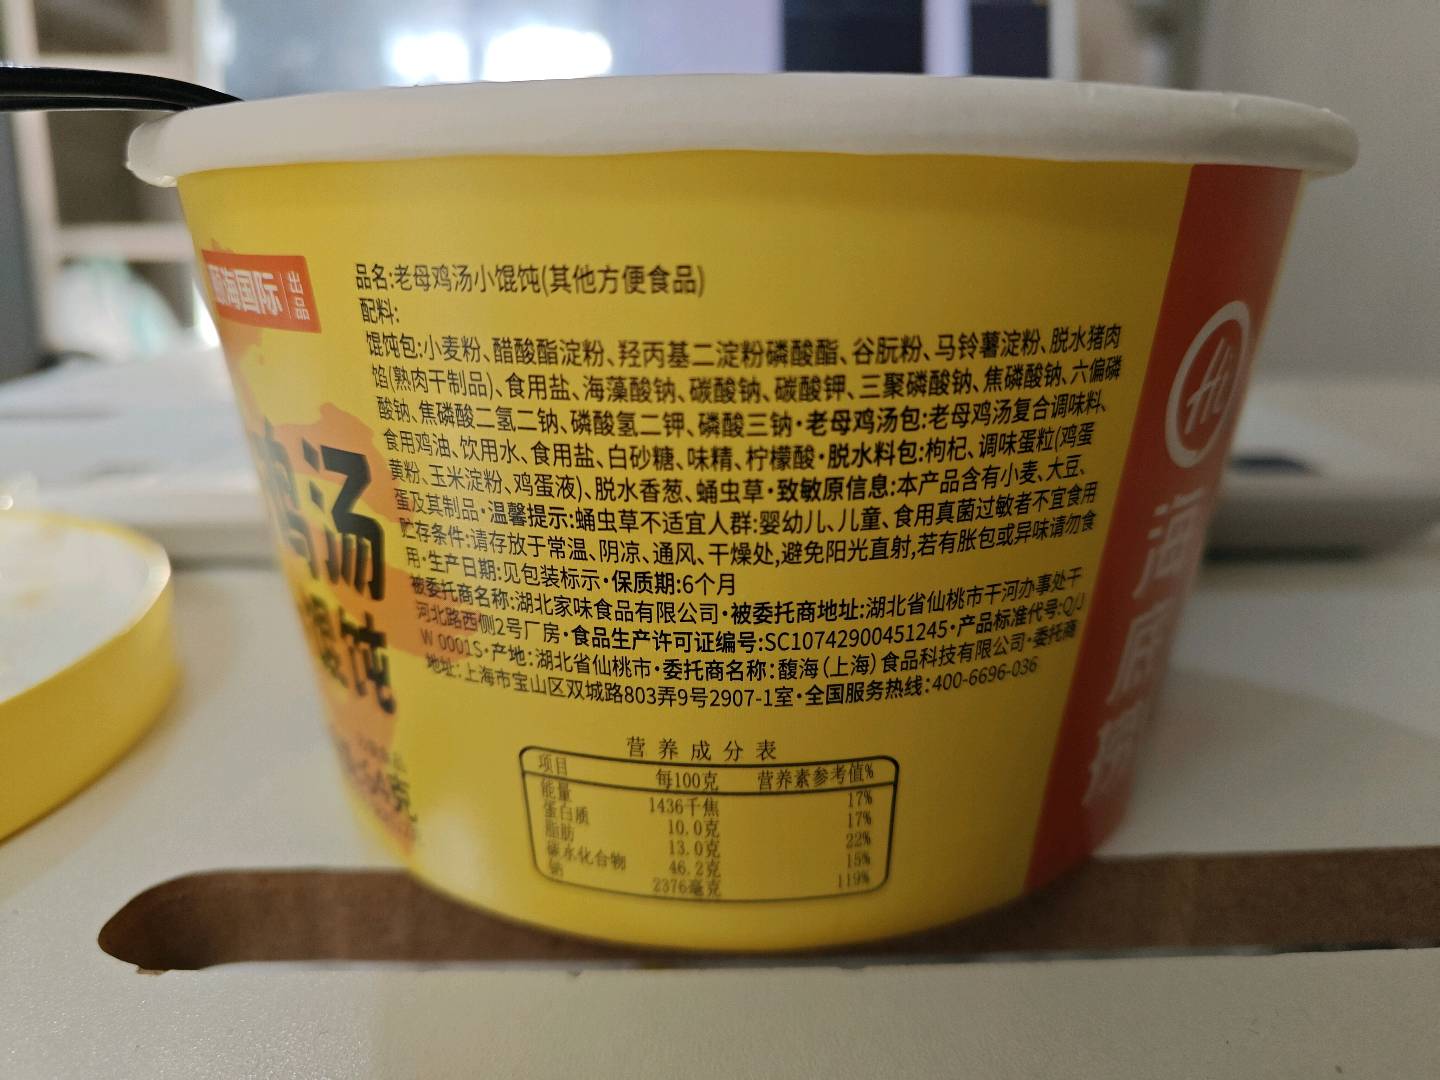 颐海国际
出品
品名:老母鸡汤小馄饨(其他方便食品)
配料:
馄饨包:小麦粉、醋酸酯淀粉、羟丙基二淀粉磷酸酯、谷朊粉、马铃薯淀粉、脱水猪肉
馅(熟肉干制品)、食用盐、海藻酸钠、碳酸钠、碳酸钾、三聚磷酸钠、焦磷酸钠、六偏磷
酸钠、焦磷酸二氢二钠、磷酸氢二钾、磷酸三钠·老母鸡汤包:老母鸡汤复合调味料、
食用鸡油、饮用水、食用盐、白砂糖、味精、柠檬酸·脱水料包:枸杞、调味蛋粒(鸡蛋
黄粉、玉米淀粉、鸡蛋液)、脱水香葱、蛹虫草·致敏原信息:本产品含有小麦、大豆、
蛋及其制品·温馨提示:蛹虫草不适宜人群:婴幼儿、儿童、食用真菌过敏者不宜食用
贮存条件:请存放于常温、阴凉、通风、干燥处,避免阳光直射,若有胀包或异味请勿食
用·生产日期:见包装标示·保质期:6个月
被委托商名称:湖北家味食品有限公司·被委托商地址:湖北省仙桃市干河办事处干
河北路西侧2号厂房·食品生产许可证编号:SC10742900451245·产品标准代号:Q/J
W 0001S·产地:湖北省仙桃市·委托商名称:馥海(上海)食品科技有限公司·委托商
地址:上海市宝山区双城路803弄9号2907-1室·全国服务热线:400-6696-036
鸡汤
馄饨
营养成分表
项目 每100克 营养素参考值%
能量 1436千焦 17%
蛋白质 10.0克 17%
脂肪 13.0克 22%
碳水化合物 46.2克 15%
钠 2376毫克 119%
Hi
海底捞